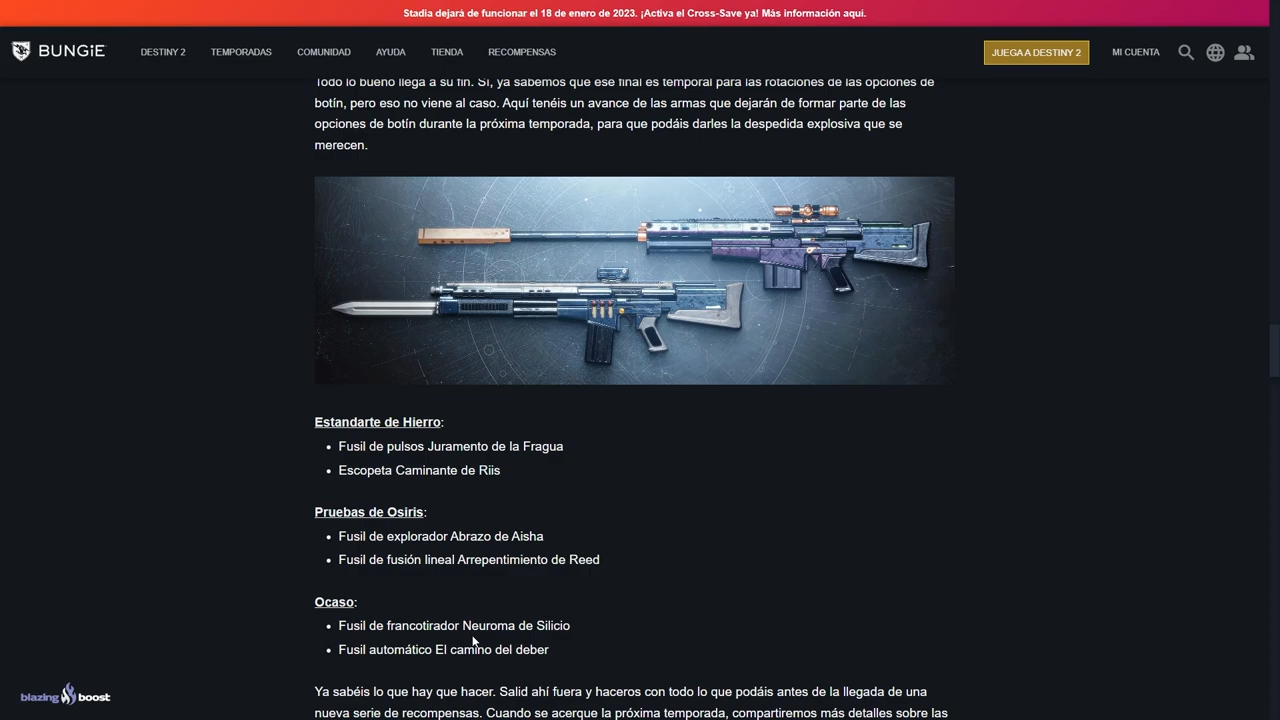 Stadia dejará de funcionar el 18 de enero de 2023. ¡Activa el Cross-Save ya! Más información aquí.
BUNGiE DESTINY 2 TEMPORADAS COMUNIDAD AYUDA TIENDA RECOMPENSAS JUEGA A DESTINY 2 MI CUENTA
Todo lo bueno llega a su fin. Sí, ya sabemos que ese final es temporal para las rotaciones de las opciones de
botín, pero eso no viene al caso. Aquí tenéis un avance de las armas que dejarán de formar parte de las
opciones de botín durante la próxima temporada, para que podáis darles la despedida explosiva que se
merecen.
Estandarte de Hierro:
• Fusil de pulsos Juramento de la Fragua
• Escopeta Caminante de Riis
Pruebas de Osiris:
• Fusil de explorador Abrazo de Aisha
• Fusil de fusión lineal Arrepentimiento de Reed
Ocaso:
• Fusil de francotirador Neuroma de Silicio
• Fusil automático El camino del deber
Ya sabéis lo que hay que hacer. Salid ahí fuera y haceros con todo lo que podáis antes de la llegada de una
nueva serie de recompensas. Cuando se acerque la próxima temporada, compartiremos más detalles sobre las
blazing boost